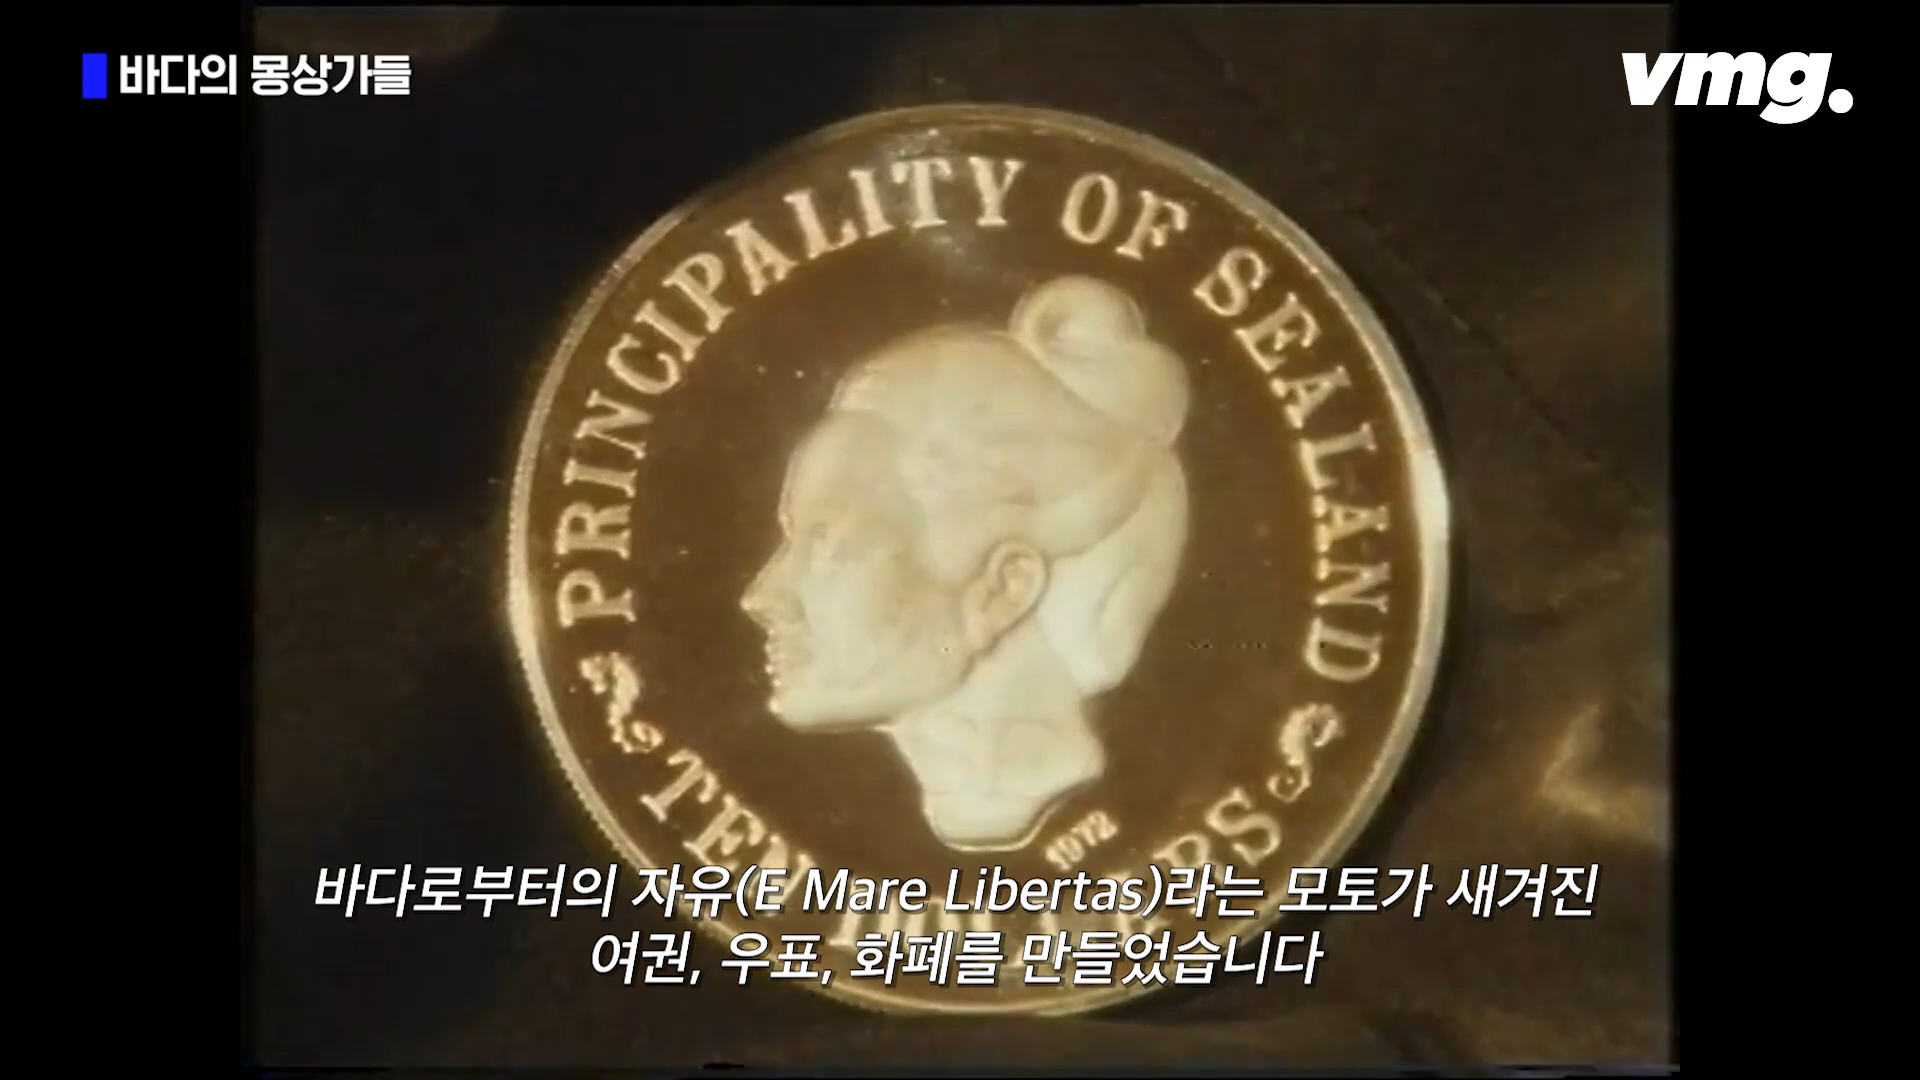 바다의 몽상가들
vmg.
PRINCIPALITY OF SEALAND
TEN DOLLARS
1972
바다로부터의 자유(E Mare Libertas)라는 모토가 새겨진
여권, 우표, 화폐를 만들었습니다